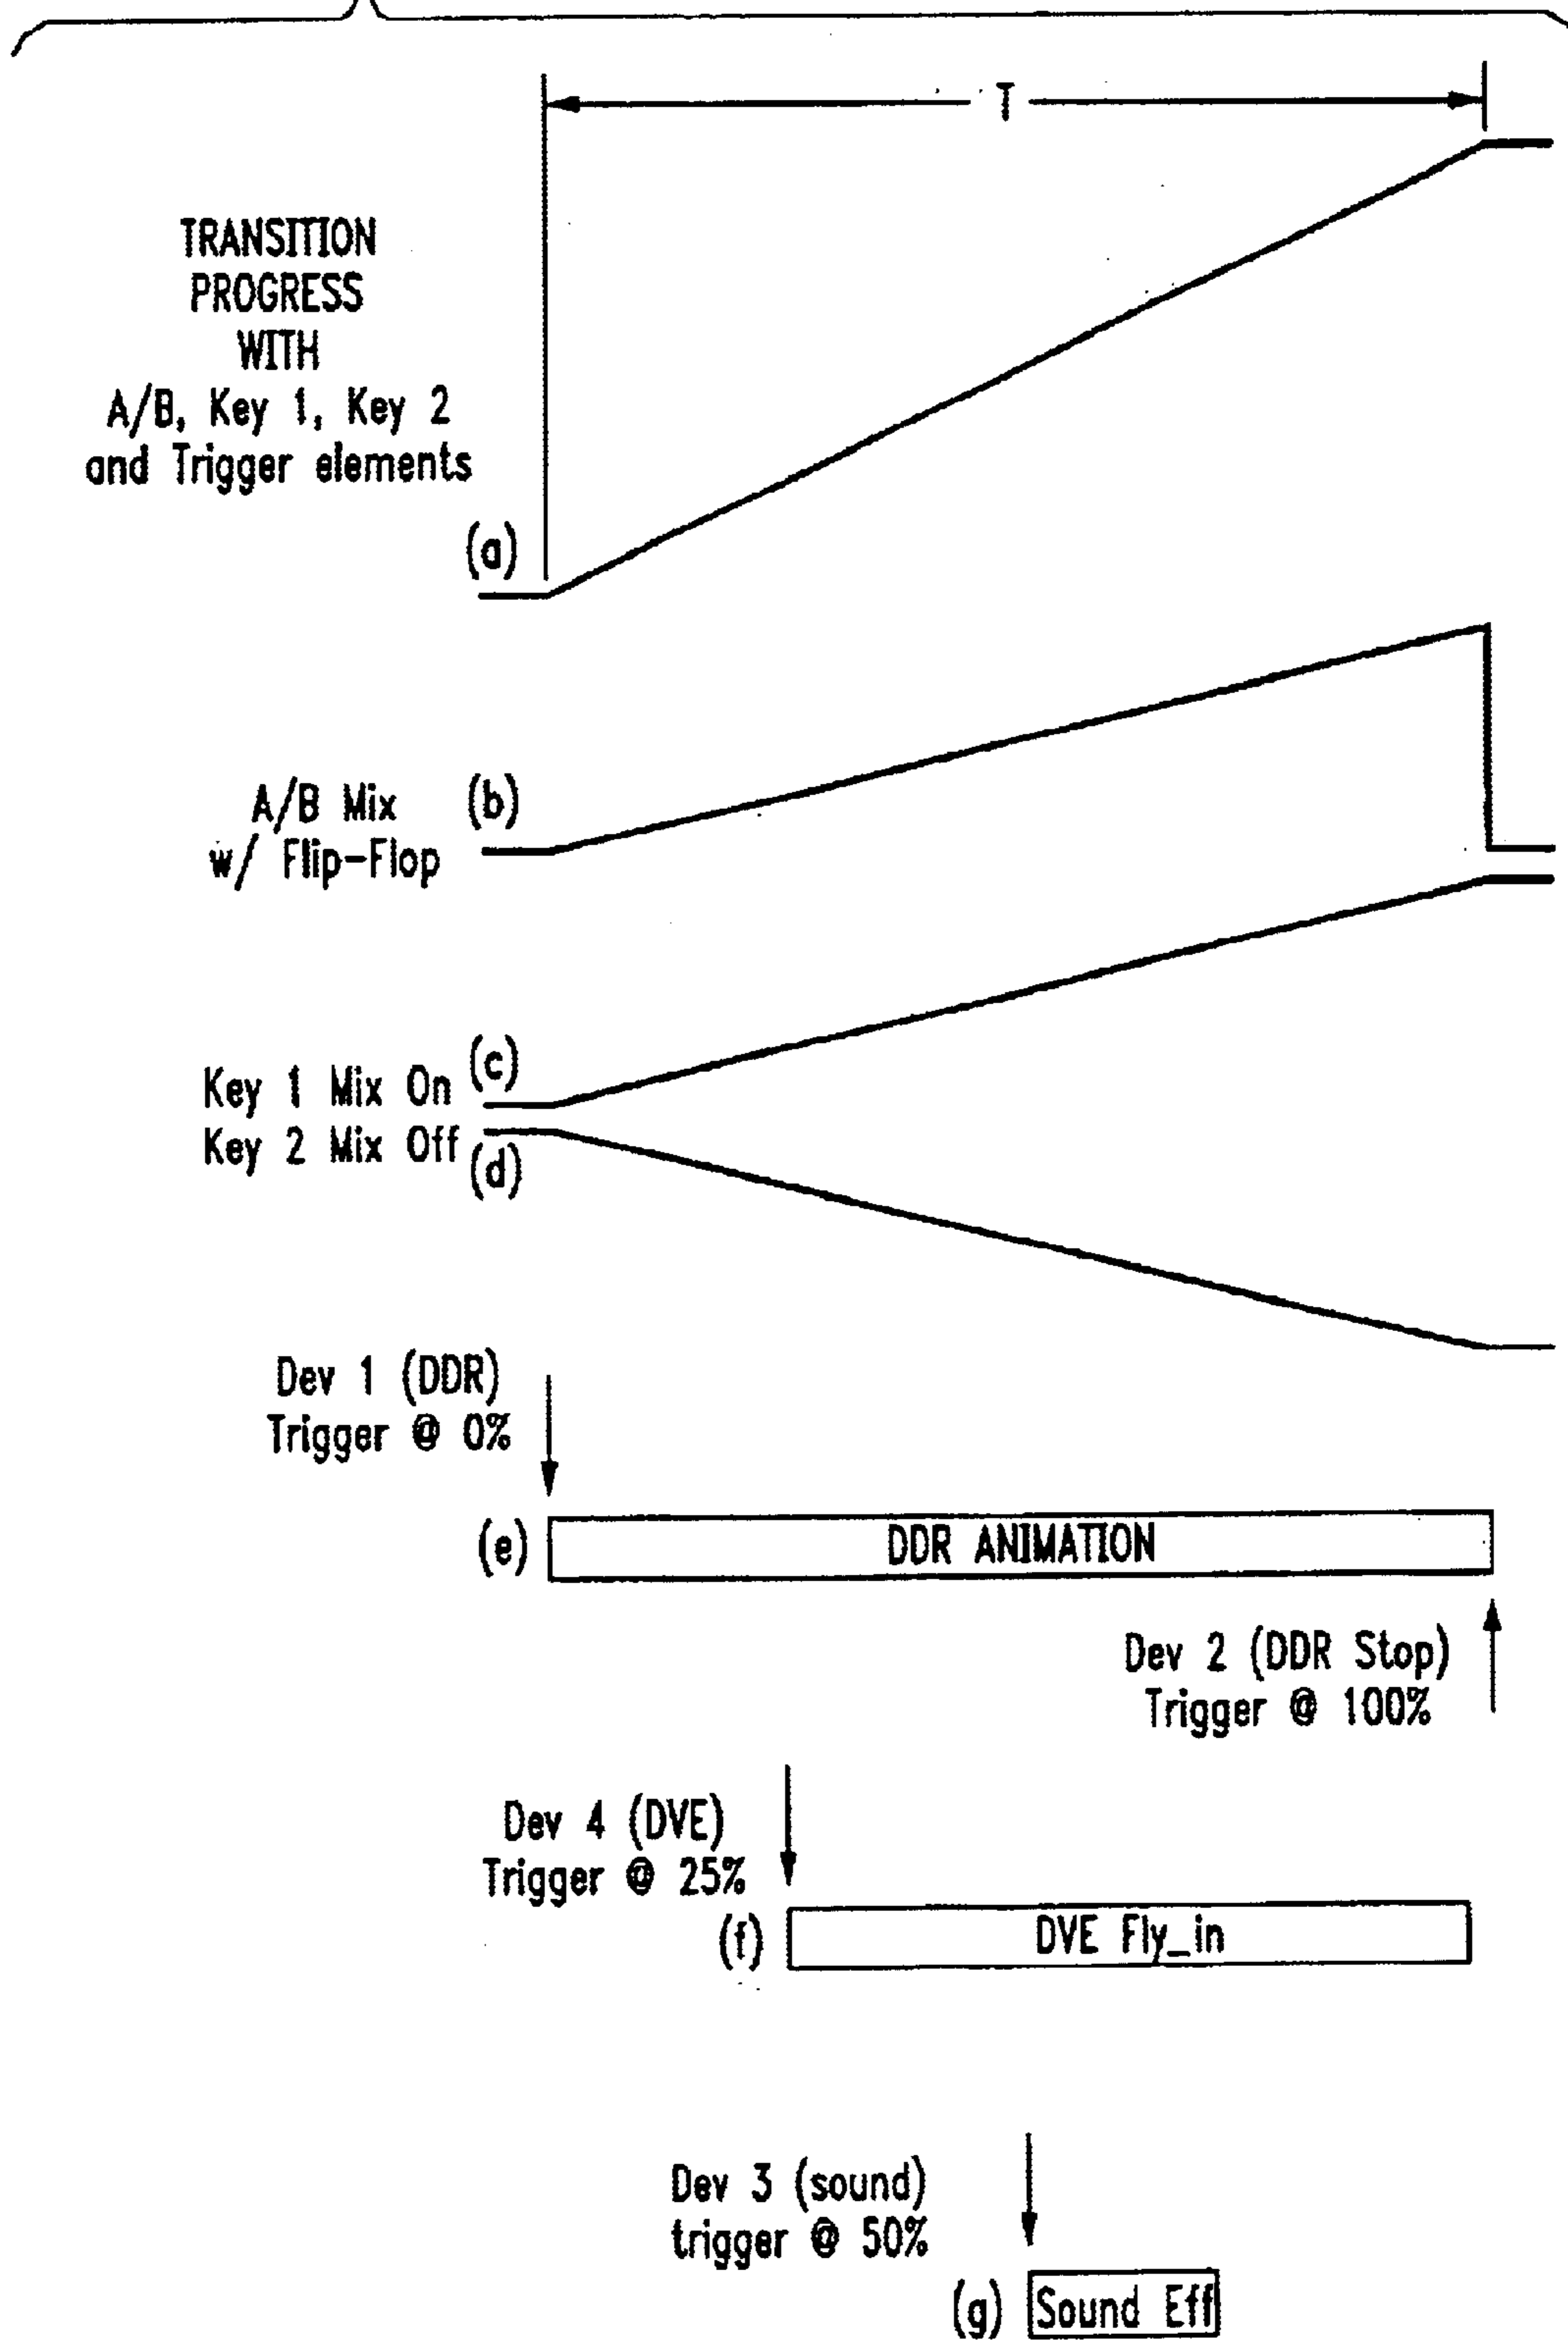 T
TRANSITION
PROGRESS
WITH
A/B, Key 1, Key 2
and Trigger elements
(a)
A/B Mix
w/ Flip-Flop
(b)
Key 1 Mix On
(c)
Key 2 Mix Off
(d)
Dev 1 (DDR)
Trigger @ 0%
(e)
DDR ANIMATION
Dev 2 (DDR Stop)
Trigger @ 100%
Dev 4 (DVE)
Trigger @ 25%
(f)
DVE Fly_in
Dev 3 (sound)
trigger @ 50%
(g)
Sound Eff